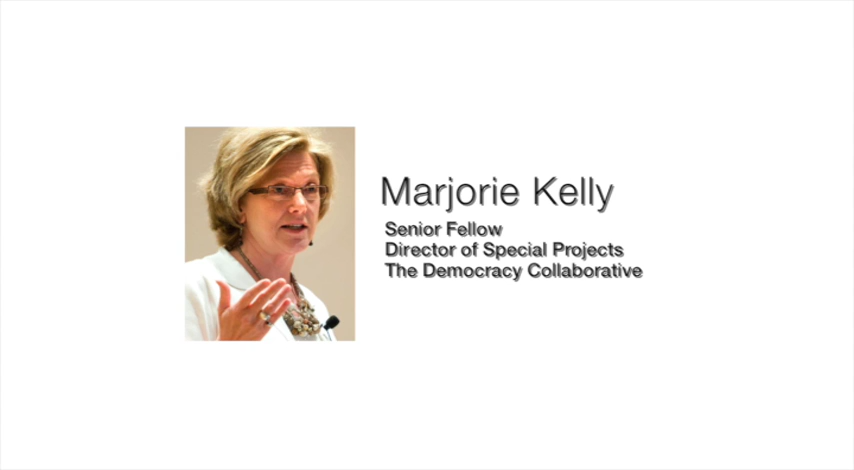 Marjorie Kelly
Senior Fellow
Director of Special Projects
The Democracy Collaborative